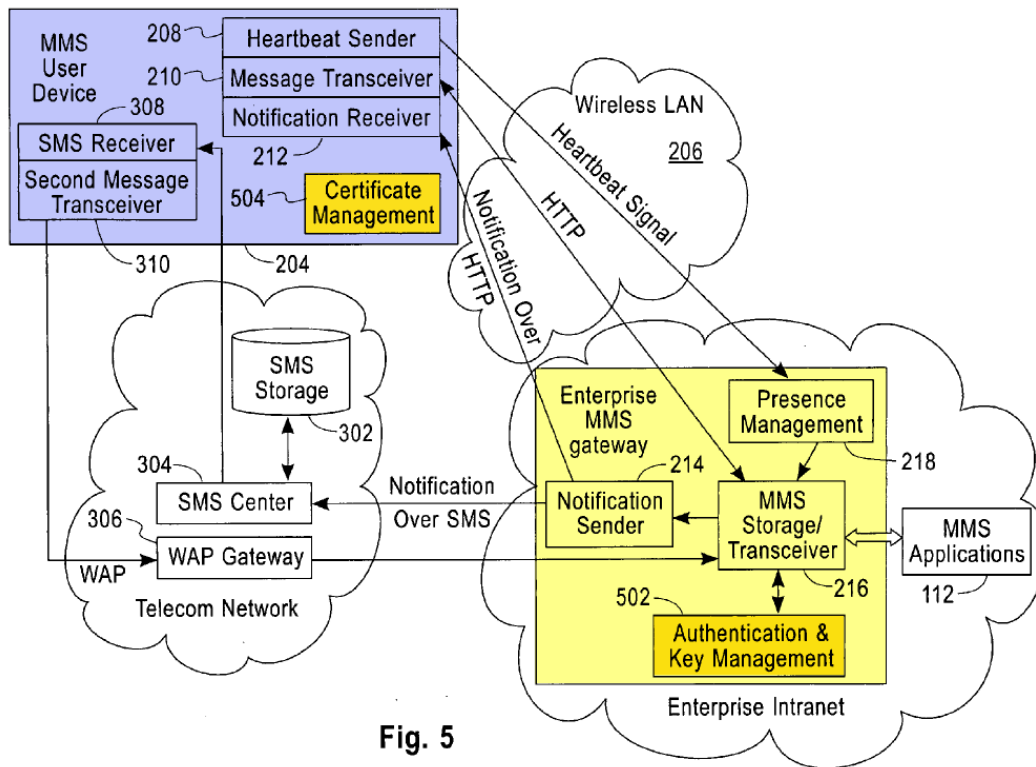 208
Heartbeat Sender
MMS
User
Device
210
Message Transceiver
308
Notification Receiver
SMS Receiver
212
Second Message
Transceiver
504
Certificate
Management
310
204
Wireless LAN
206
Heartbeat Signal
HTTP
Notification Over
HTTP
SMS
Storage
302
304
SMS Center
306
WAP Gateway
WAP
Telecom Network
Notification
Over SMS
Enterprise
MMS
gateway
Presence
Management
218
214
Notification
Sender
MMS
Storage/
Transceiver
216
MMS
Applications
112
502
Authentication &
Key Management
Enterprise Intranet
Fig. 5